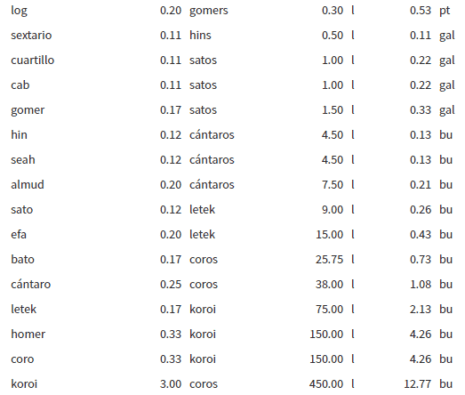 log 0.20 gomers 0.30 l 0.53 pt
sextario 0.11 hins 0.50 l 0.11 gal
cuartillo 0.11 satos 1.00 l 0.22 gal
cab 0.11 satos 1.00 l 0.22 gal
gomer 0.17 satos 1.50 l 0.33 gal
hin 0.12 cántaros 4.50 l 0.13 bu
seah 0.12 cántaros 4.50 l 0.13 bu
almud 0.20 cántaros 7.50 l 0.21 bu
sato 0.12 letek 9.00 l 0.26 bu
efa 0.20 letek 15.00 l 0.43 bu
bato 0.17 coros 25.75 l 0.73 bu
cántaro 0.25 coros 38.00 l 1.08 bu
letek 0.17 koroi 75.00 l 2.13 bu
homer 0.33 koroi 150.00 l 4.26 bu
coro 0.33 koroi 150.00 l 4.26 bu
koroi 3.00 coros 450.00 l 12.77 bu